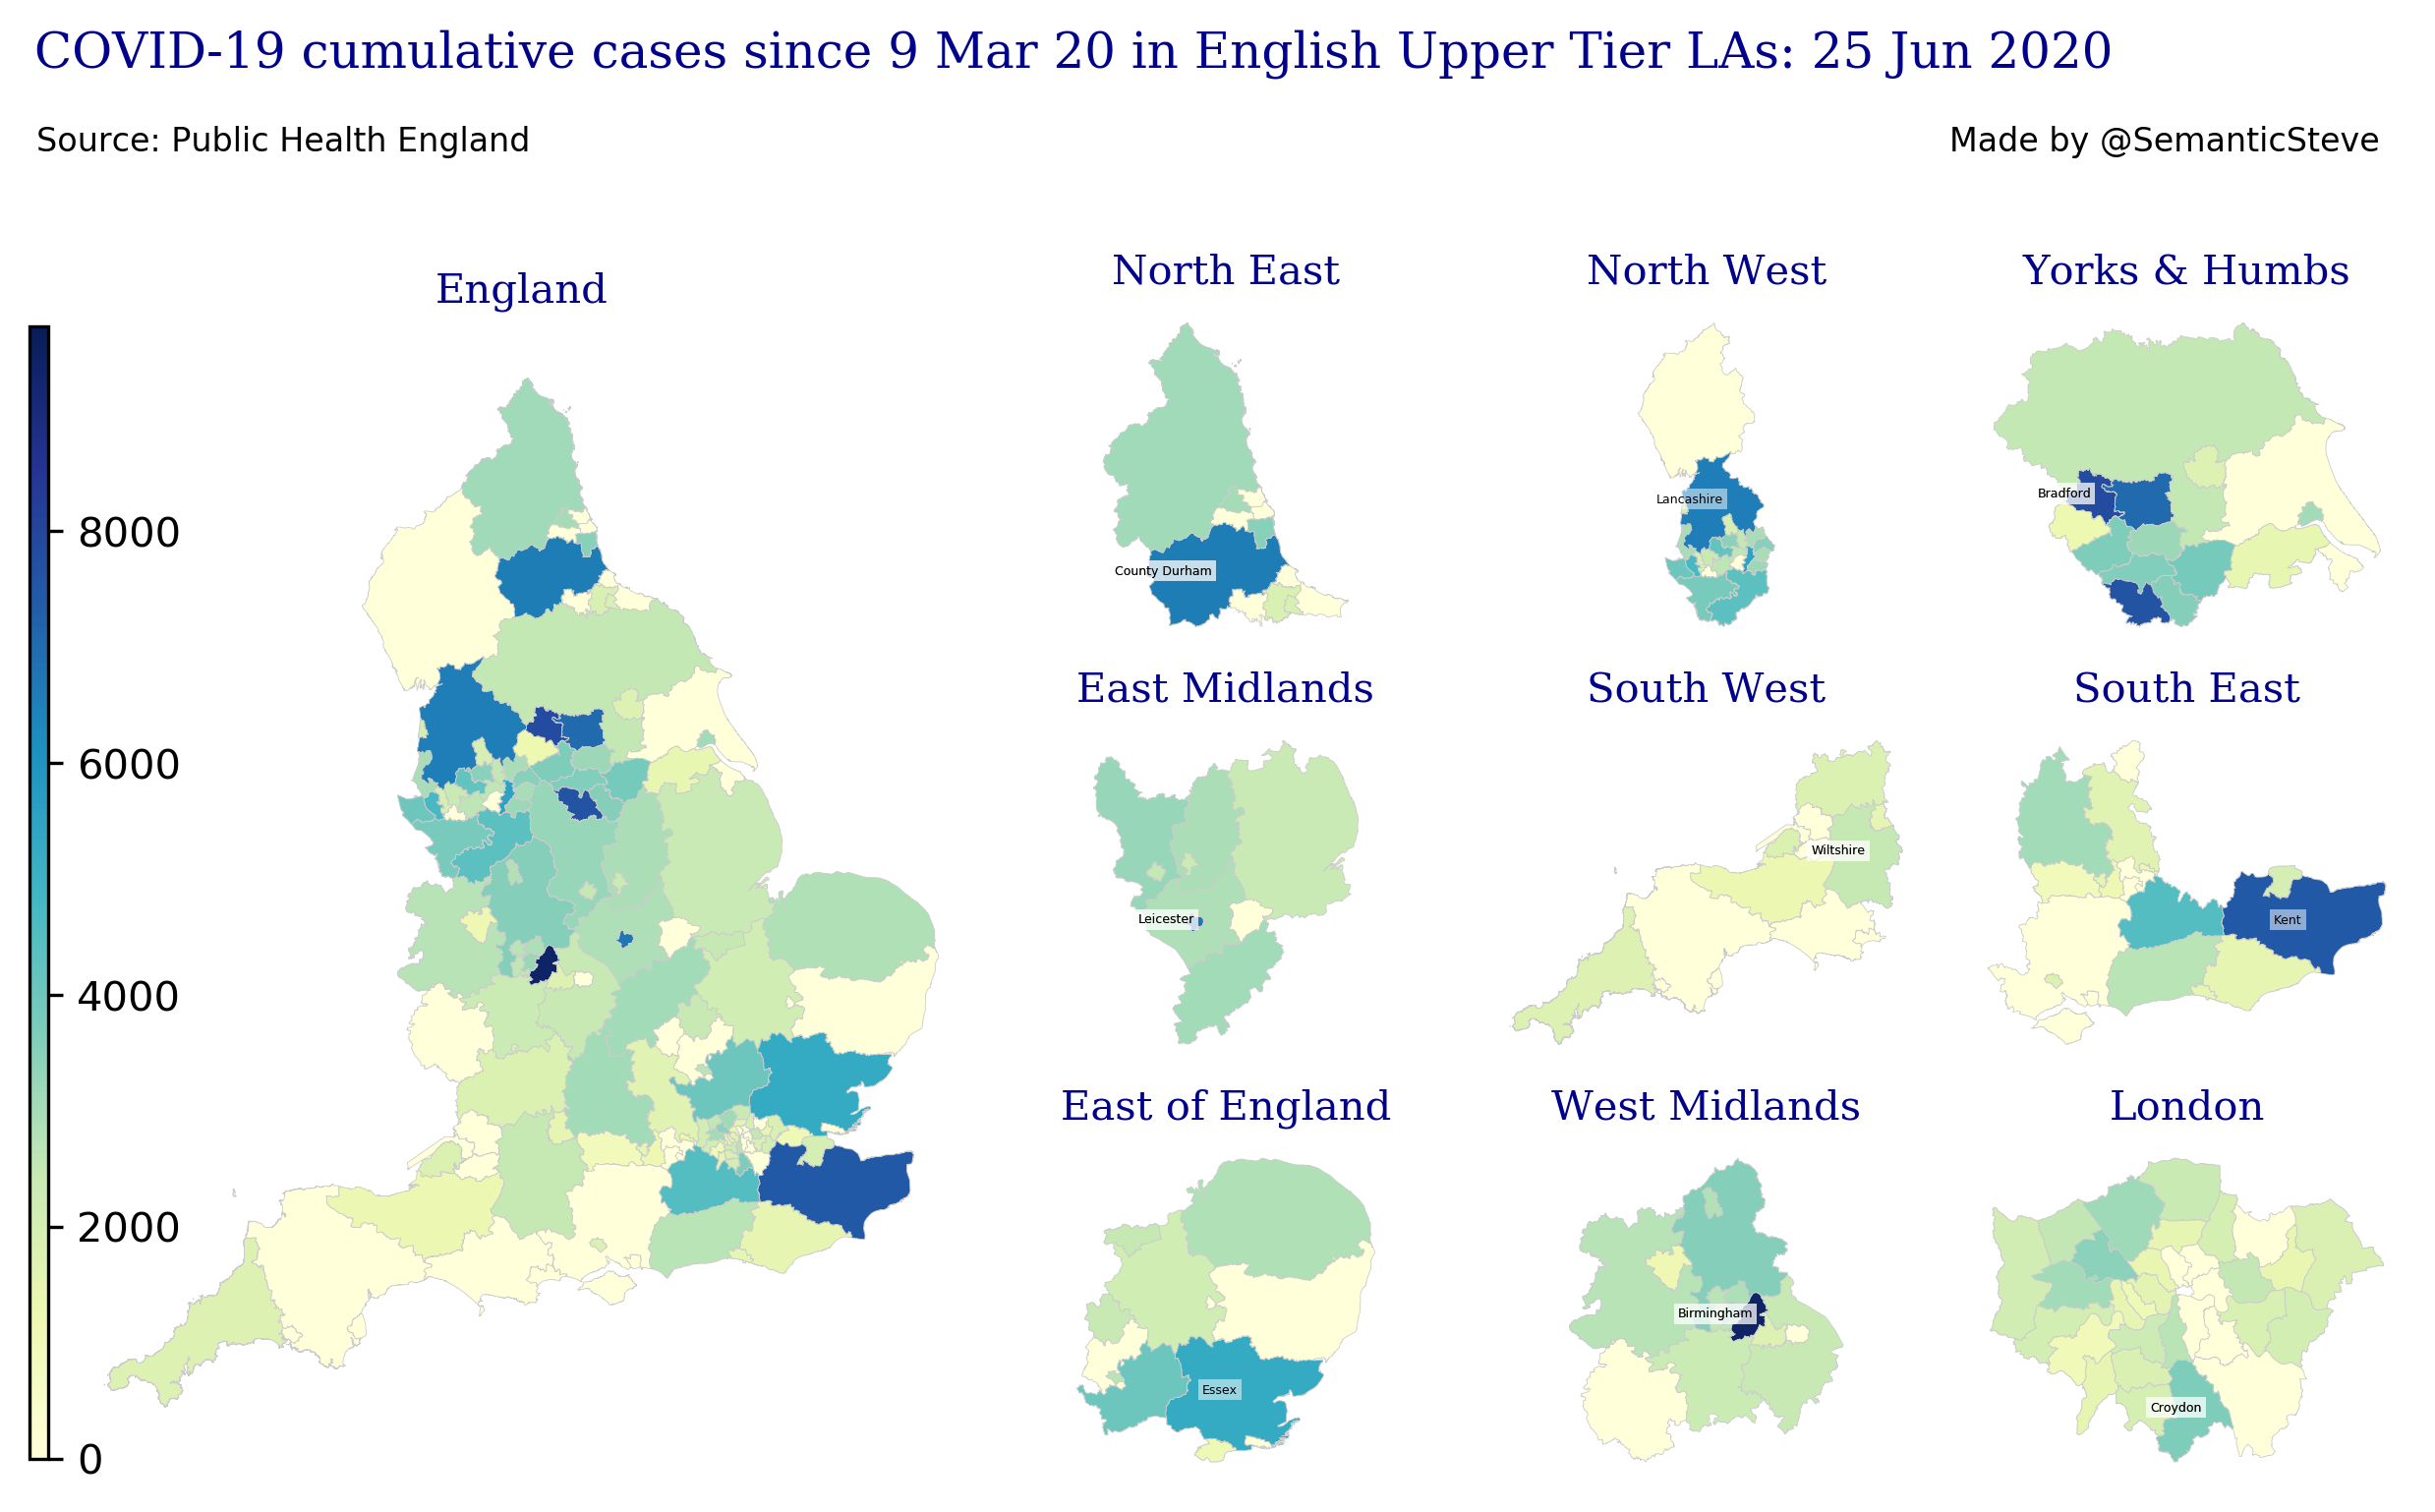 COVID-19 cumulative cases since 9 Mar 20 in English Upper Tier LAs: 25 Jun 2020
Source: Public Health England
Made by @SemanticSteve
England
8000
6000
4000
2000
0
North East
County Durham
North West
Lancashire
Yorks & Humbs
Bradford
East Midlands
Leicester
South West
Wiltshire
South East
Kent
East of England
Essex
West Midlands
Birmingham
London
Croydon